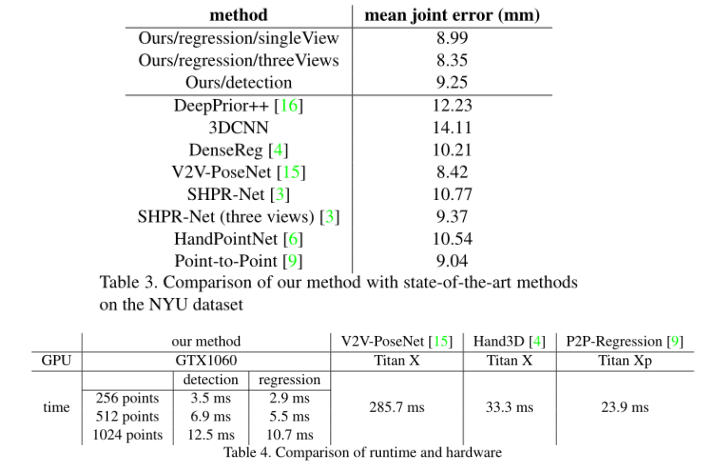 method mean joint error (mm)
Ours/regression/singleView 8.99
Ours/regression/threeViews 8.35
Ours/detection 9.25
DeepPrior++ [16] 12.23
3DCNN 14.11
DenseReg [4] 10.21
V2V-PoseNet [15] 8.42
SHPR-Net [3] 10.77
SHPR-Net (three views) [3] 9.37
HandPointNet [6] 10.54
Point-to-Point [9] 9.04
Table 3. Comparison of our method with state-of-the-art methods
on the NYU dataset
our method V2V-PoseNet [15] Hand3D [4] P2P-Regression [9]
GPU GTX1060 Titan X Titan X Titan Xp
detection regression
time 256 points 3.5 ms 2.9 ms 285.7 ms 33.3 ms 23.9 ms
512 points 6.9 ms 5.5 ms
1024 points 12.5 ms 10.7 ms
Table 4. Comparison of runtime and hardware